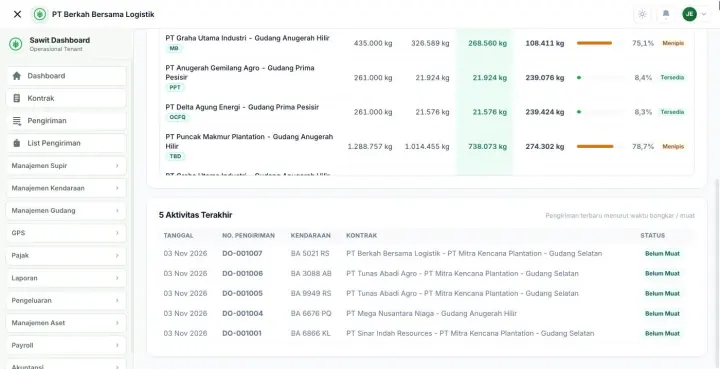 PT Berkah Bersama Logistik
JE
Sawit Dashboard
Operasional Tenant
Dashboard
Kontrak
Pengiriman
List Pengiriman
Manajemen Supir
Manajemen Kendaraan
Manajemen Gudang
GPS
Pajak
Laporan
Pengeluaran
Manajemen Aset
Payroll
Akuntansi
PT Graha Utama Industri - Gudang Anugerah Hilir 435.000 kg 326.589 kg 268.560 kg 108.411 kg 75,1% Menipis
MB
PT Anugerah Gemilang Agro - Gudang Prima
Pesisir 261.000 kg 21.924 kg 21.924 kg 239.076 kg 8,4% Tersedia
PPT
PT Delta Agung Energi - Gudang Prima Pesisir 261.000 kg 21.576 kg 21.576 kg 239.424 kg 8,3% Tersedia
OCFQ
PT Puncak Makmur Plantation - Gudang Anugerah
Hilir 1.288.757 kg 1.014.455 kg 738.073 kg 274.302 kg 78,7% Menipis
TBD
5 Aktivitas Terakhir
Pengiriman terbaru menurut waktu bongkar / muat
TANGGAL NO. PENGIRIMAN KENDARAAN KONTRAK STATUS
03 Nov 2026 DO-001007 BA 5021 RS PT Berkah Bersama Logistik - PT Mitra Kencana Plantation - Gudang Selatan Belum Muat
03 Nov 2026 DO-001006 BA 3088 AB PT Tunas Abadi Agro - PT Mitra Kencana Plantation - Gudang Selatan Belum Muat
03 Nov 2026 DO-001005 BA 9949 RS PT Tunas Abadi Agro - PT Mitra Kencana Plantation - Gudang Selatan Belum Muat
03 Nov 2026 DO-001004 BA 6676 PQ PT Mega Nusantara Niaga - Gudang Anugerah Hilir Belum Muat
03 Nov 2026 DO-001001 BA 6866 KL PT Sinar Indah Resources - PT Mitra Kencana Plantation - Gudang Selatan Belum Muat